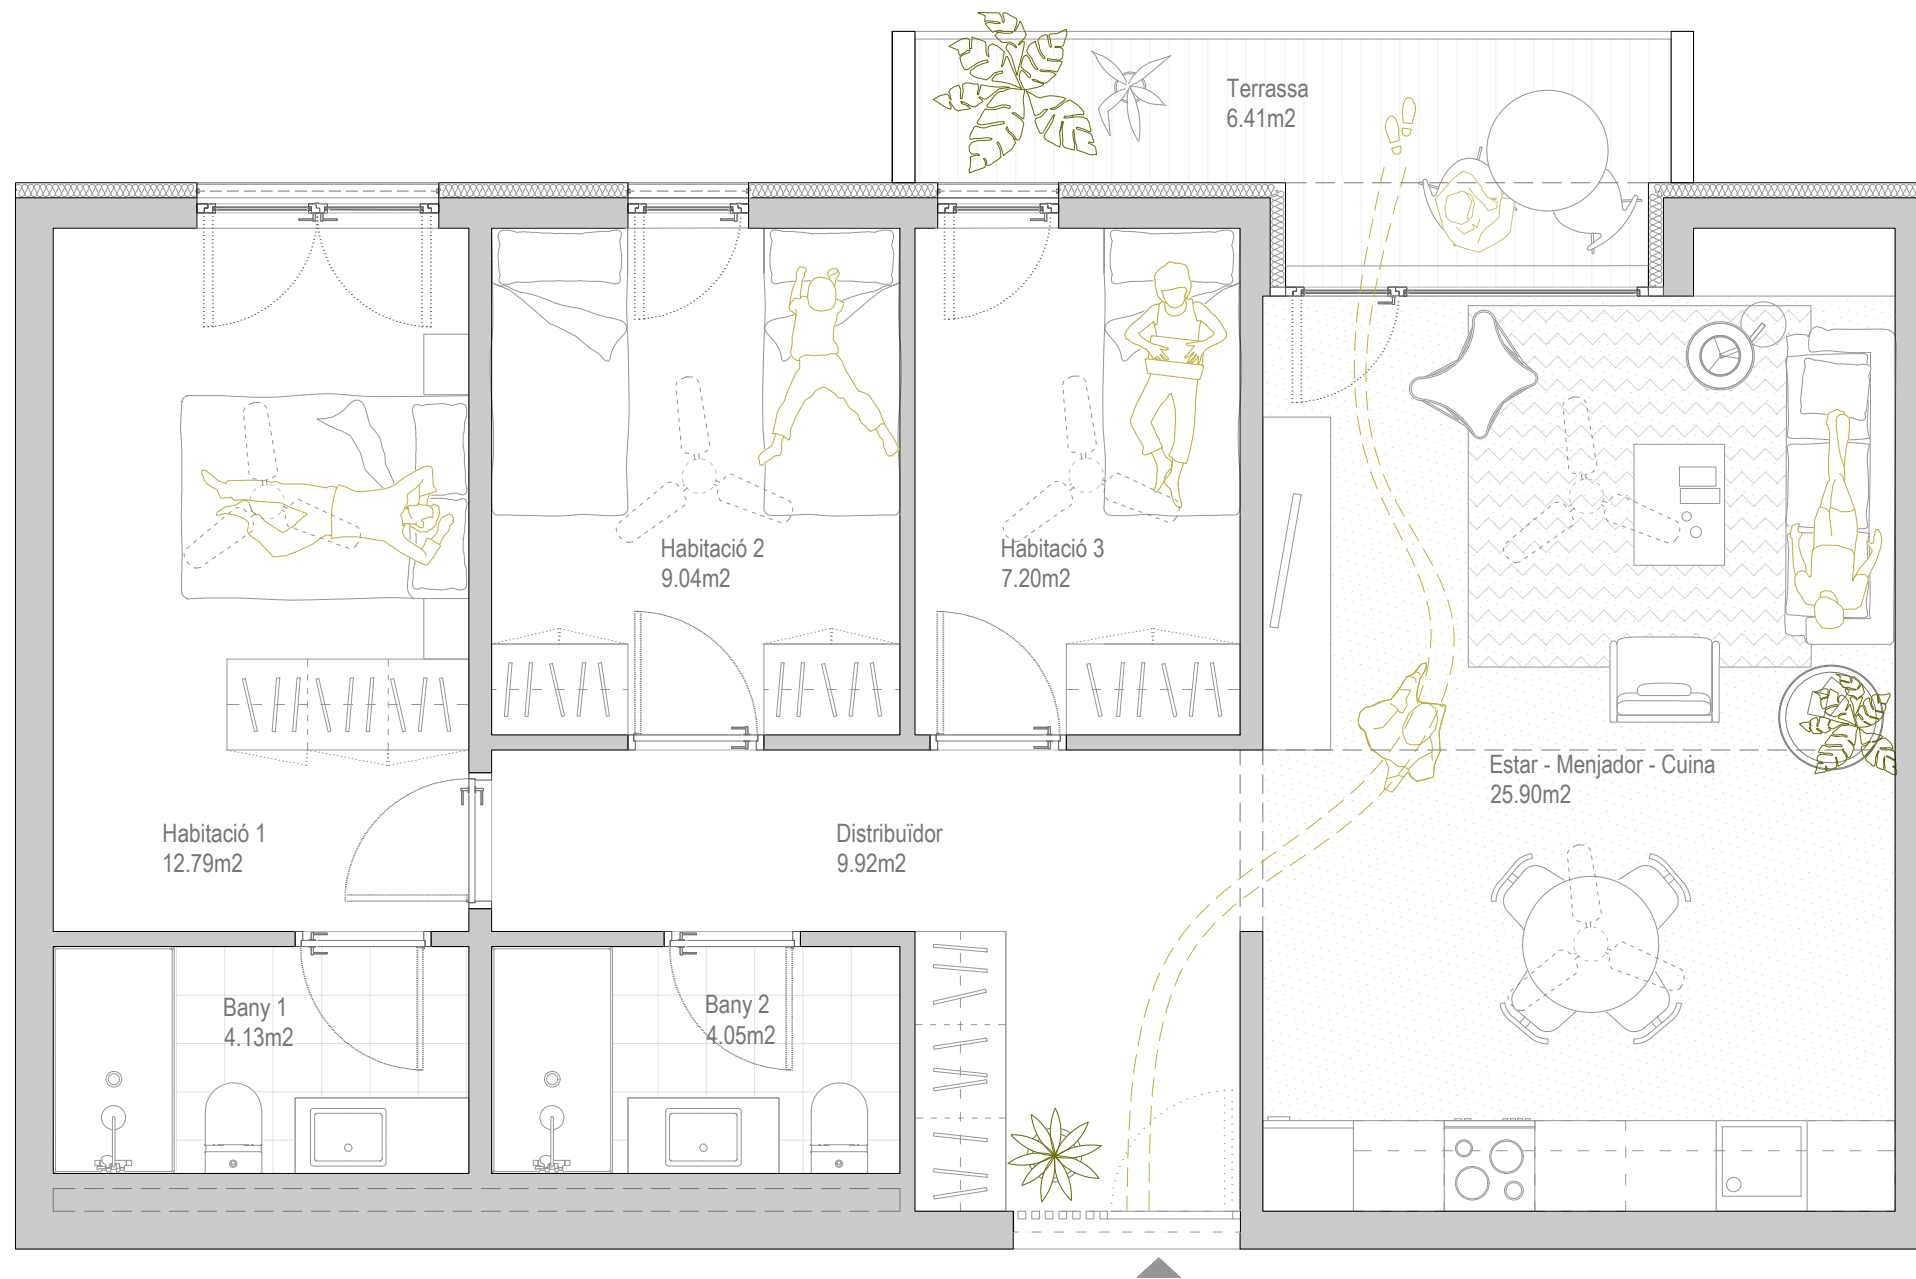 Terrassa
6.41m2
Habitació 2
9.04m2
Habitació 3
7.20m2
Estar - Menjador - Cuina
25.90m2
Habitació 1
12.79m2
Distribuïdor
9.92m2
Bany 1
4.13m2
Bany 2
4.05m2